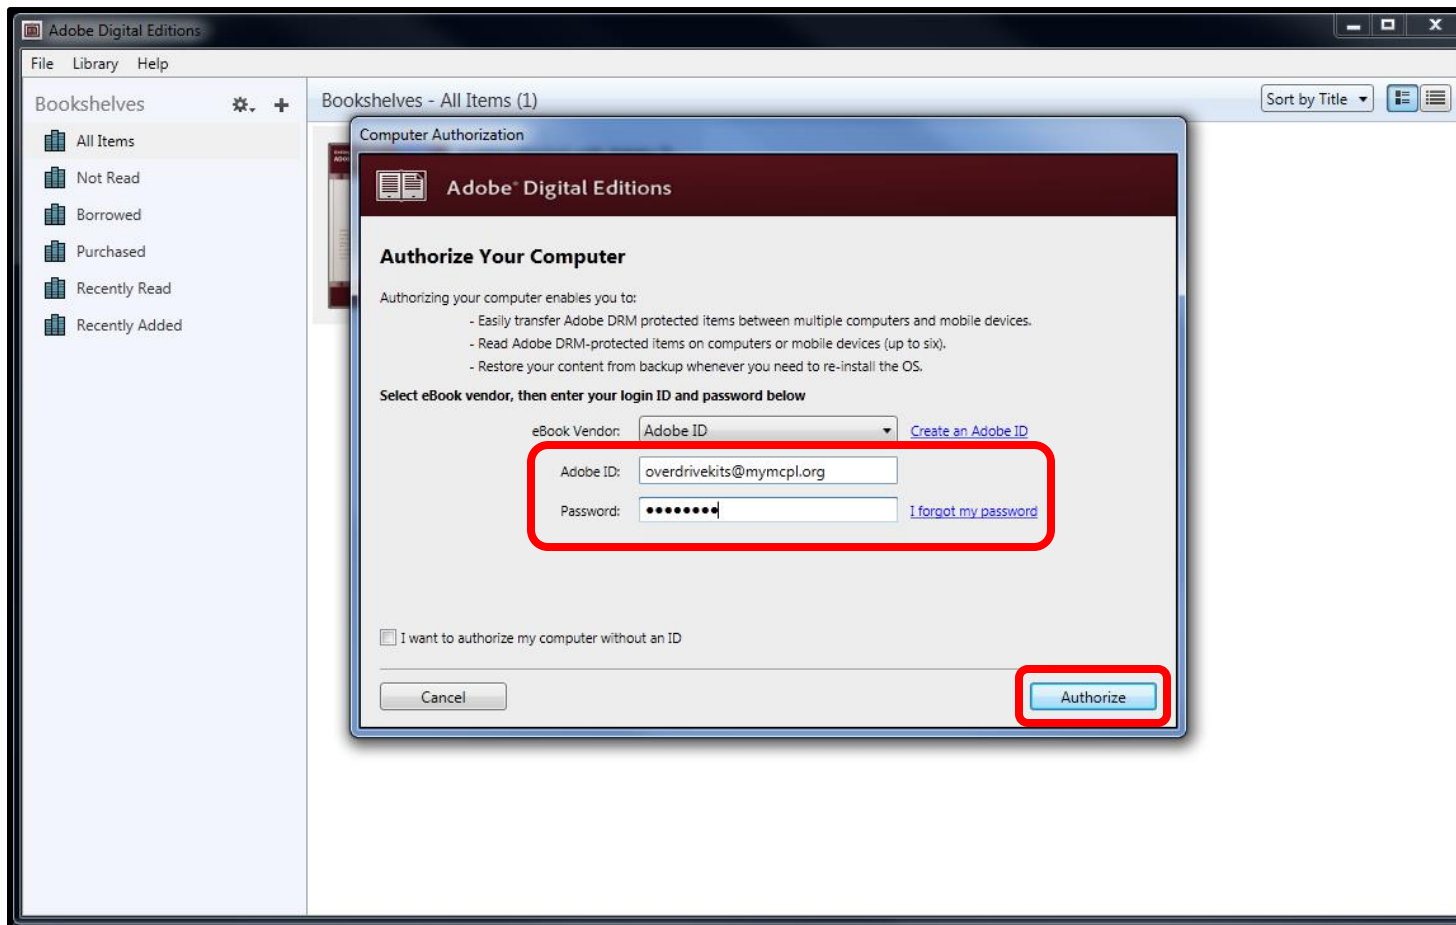 Adobe Digital Editions
File Library Help
Bookshelves
All Items
Not Read
Borrowed
Purchased
Recently Read
Recently Added
Bookshelves - All Items (1)
Sort by Title
Computer Authorization
Adobe® Digital Editions
Authorize Your Computer
Authorizing your computer enables you to:
- Easily transfer Adobe DRM protected items between multiple computers and mobile devices.
- Read Adobe DRM-protected items on computers or mobile devices (up to six).
- Restore your content from backup whenever you need to re-install the OS.
Select eBook vendor, then enter your login ID and password below
eBook Vendor: Adobe ID Create an Adobe ID
Adobe ID: overdrivekits@mymcpl.org
Password: •••••••• I forgot my password
I want to authorize my computer without an ID
Cancel Authorize